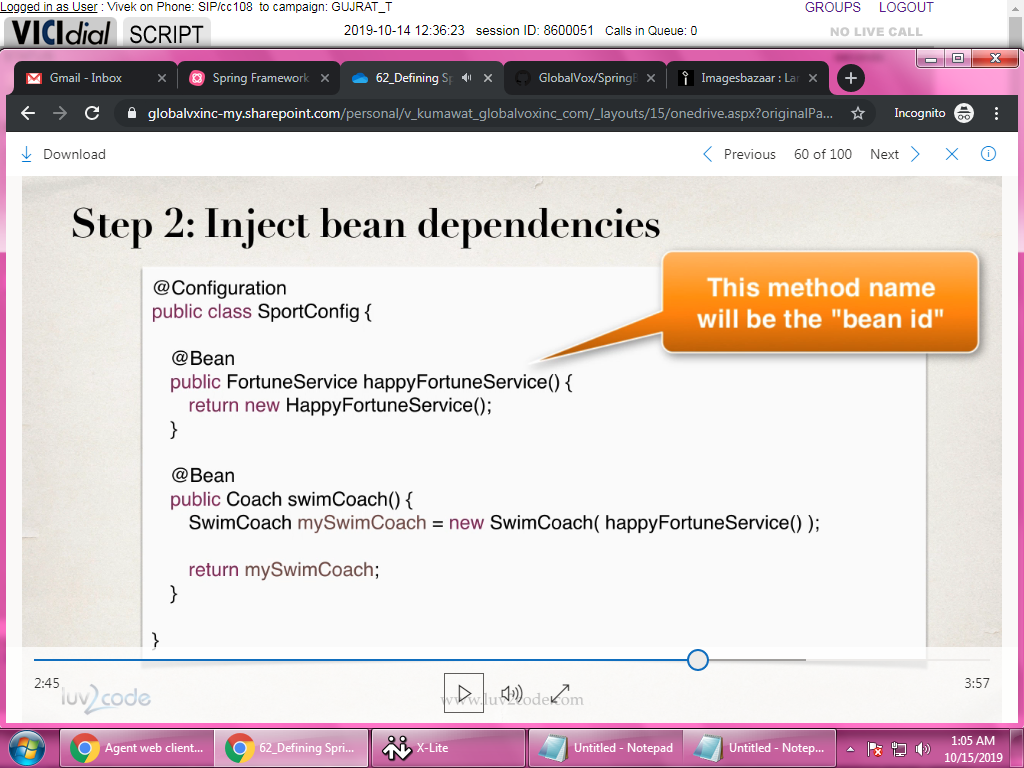 Logged in as User : Vivek on Phone: SIP/cc108 to campaign: GUJRAT_T GROUPS LOGOUT
VICIdial SCRIPT 2019-10-14 12:36:23 session ID: 8600051 Calls in Queue: 0 NO LIVE CALL
Gmail - Inbox Spring Framework 62_Defining Sp GlobalVox/SpringB Imagesbazaar : Lar
globalvxinc-my.sharepoint.com/personal/v_kumawat_globalvoxinc_com/_layouts/15/onedrive.aspx?originalPa... Incognito
Download Previous 60 of 100 Next
Step 2: Inject bean dependencies
This method name
will be the "bean id"
@Configuration
public class SportConfig {
@Bean
public FortuneService happyFortuneService() {
return new HappyFortuneService();
}
@Bean
public Coach swimCoach() {
SwimCoach mySwimCoach = new SwimCoach( happyFortuneService() );
return mySwimCoach;
}
}
2:45 3:57
luv2code www.luv2code.com
Agent web client... 62_Defining Spri... X-Lite Untitled - Notepad Untitled - Notep... 1:05 AM
10/15/2019